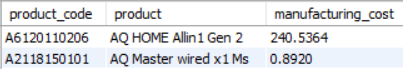 product_code product manufacturing_cost
A6120110206 AQ HOME Allin1 Gen 2 240.5364
A2118150101 AQ Master wired x1 Ms 0.8920